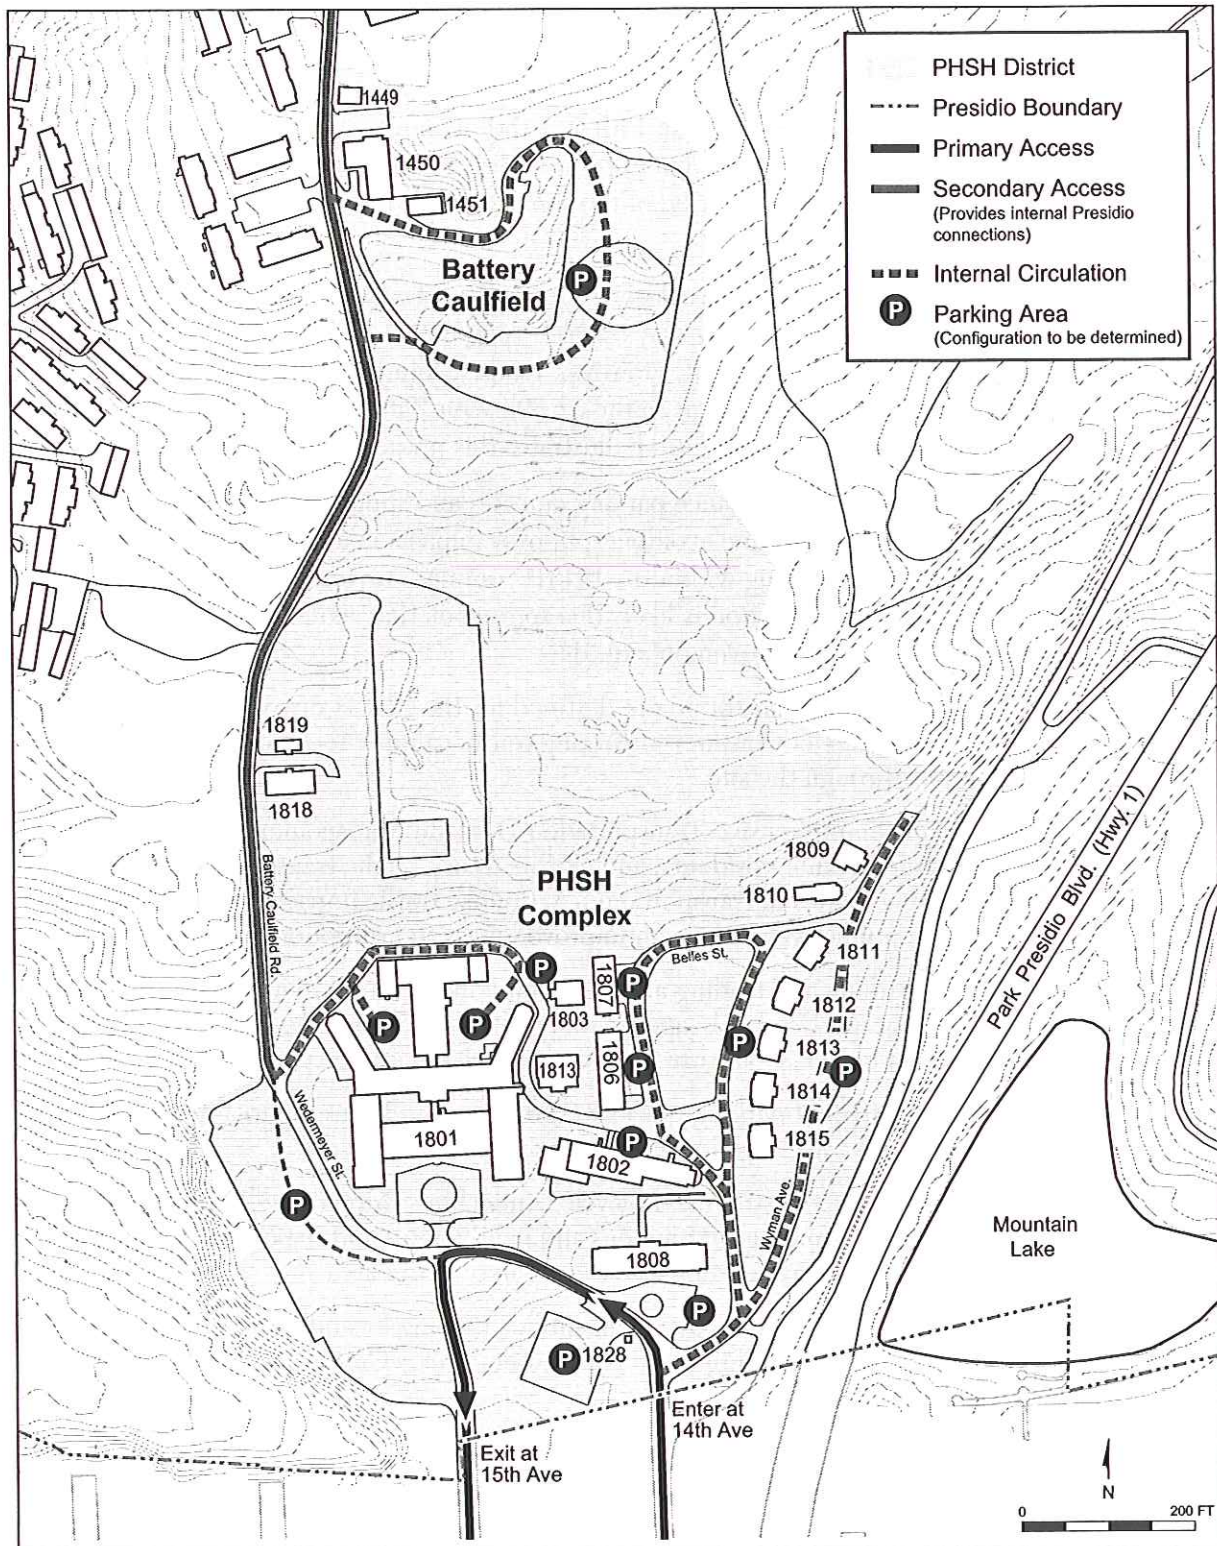 PHSH District
Presidio Boundary
Primary Access
Secondary Access
(Provides internal Presidio
connections)
Internal Circulation
P
Parking Area
(Configuration to be determined)
1449
1450
1451
Battery
Caulfield
P
1819
1818
Battery Caulfield Rd.
PHSH
Complex
1809
1810
1811
1812
1813
1814
1815
Belles St.
Park Presidio Blvd. (Hwy. 1)
P
1803
1807
P
P
P
1813
1806
P
P
P
Wedermeyer St.
1801
P
1802
P
1808
Wyman Ave.
Mountain
Lake
P
P
1828
Enter at
14th Ave
Exit at
15th Ave
N
0
200 FT